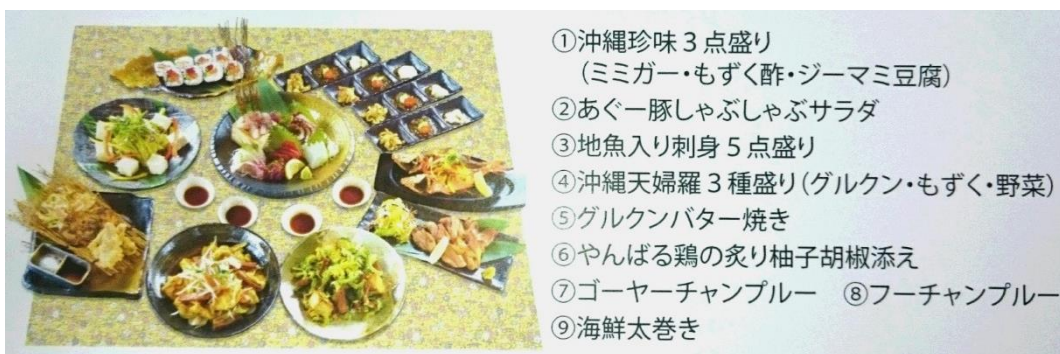 ①沖縄珍味3点盛り
（ミミガー・もずく酢・ジーマミ豆腐）
②あぐー豚しゃぶしゃぶサラダ
③地魚入り刺身5点盛り
④沖縄天婦羅3種盛り（グルクン・もずく・野菜）
⑤グルクンバター焼き
⑥やんばる鶏の炙り柚子胡椒添え
⑦ゴーヤーチャンプルー　⑧フーチャンプルー
⑨海鮮太巻き